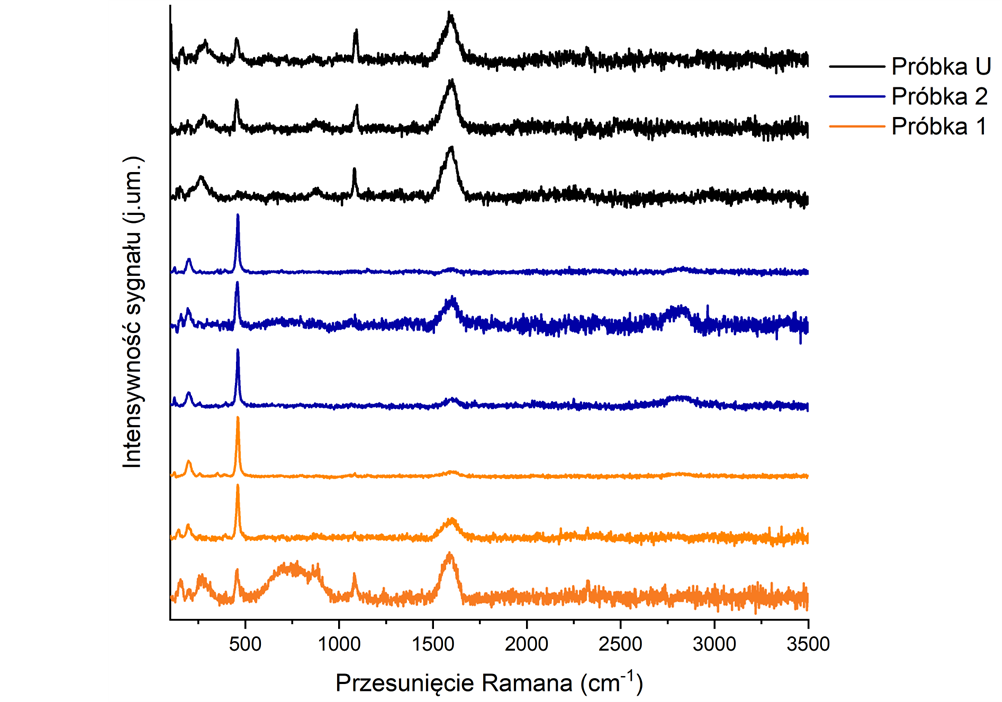 Próbka U
Próbka 2
Próbka 1
Intensywność sygnału (j.um.)
500 1000 1500 2000 2500 3000 3500
Przesunięcie Ramana (cm⁻¹)